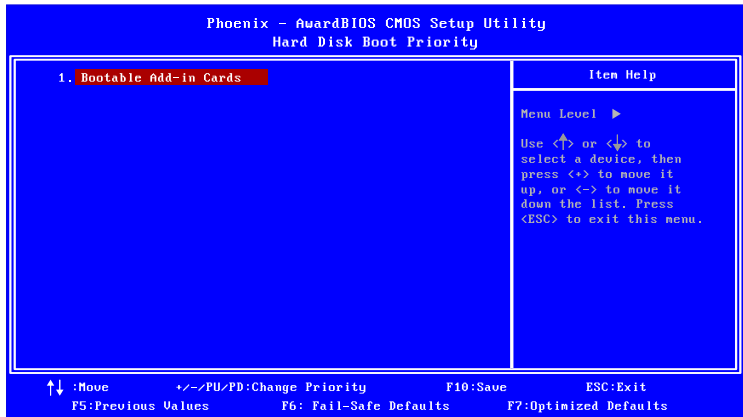 Phoenix - AwardBIOS CMOS Setup Utility
Hard Disk Boot Priority
1. Bootable Add-in Cards
Item Help
Menu Level ▶
Use <↑> or <↓> to
select a device, then
press <+> to move it
up, or <-> to move it
down the list. Press
<ESC> to exit this menu.
↑↓ :Move +/-/PU/PD:Change Priority F10:Save ESC:Exit
F5:Previous Values F6: Fail-Safe Defaults F7:Optimized Defaults